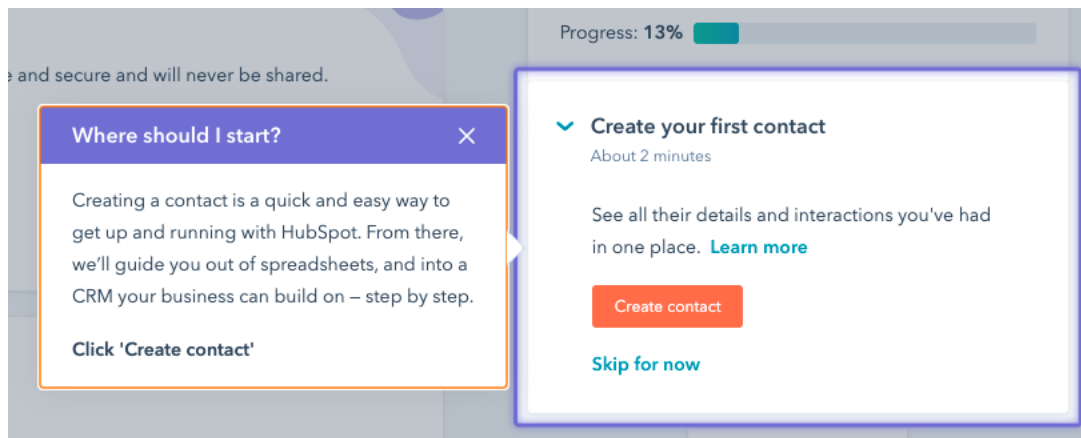 Progress: 13%
and secure and will never be shared.
Where should I start?
Creating a contact is a quick and easy way to
get up and running with HubSpot. From there,
we'll guide you out of spreadsheets, and into a
CRM your business can build on – step by step.
Click 'Create contact'
Create your first contact
About 2 minutes
See all their details and interactions you've had
in one place. Learn more
Create contact
Skip for now